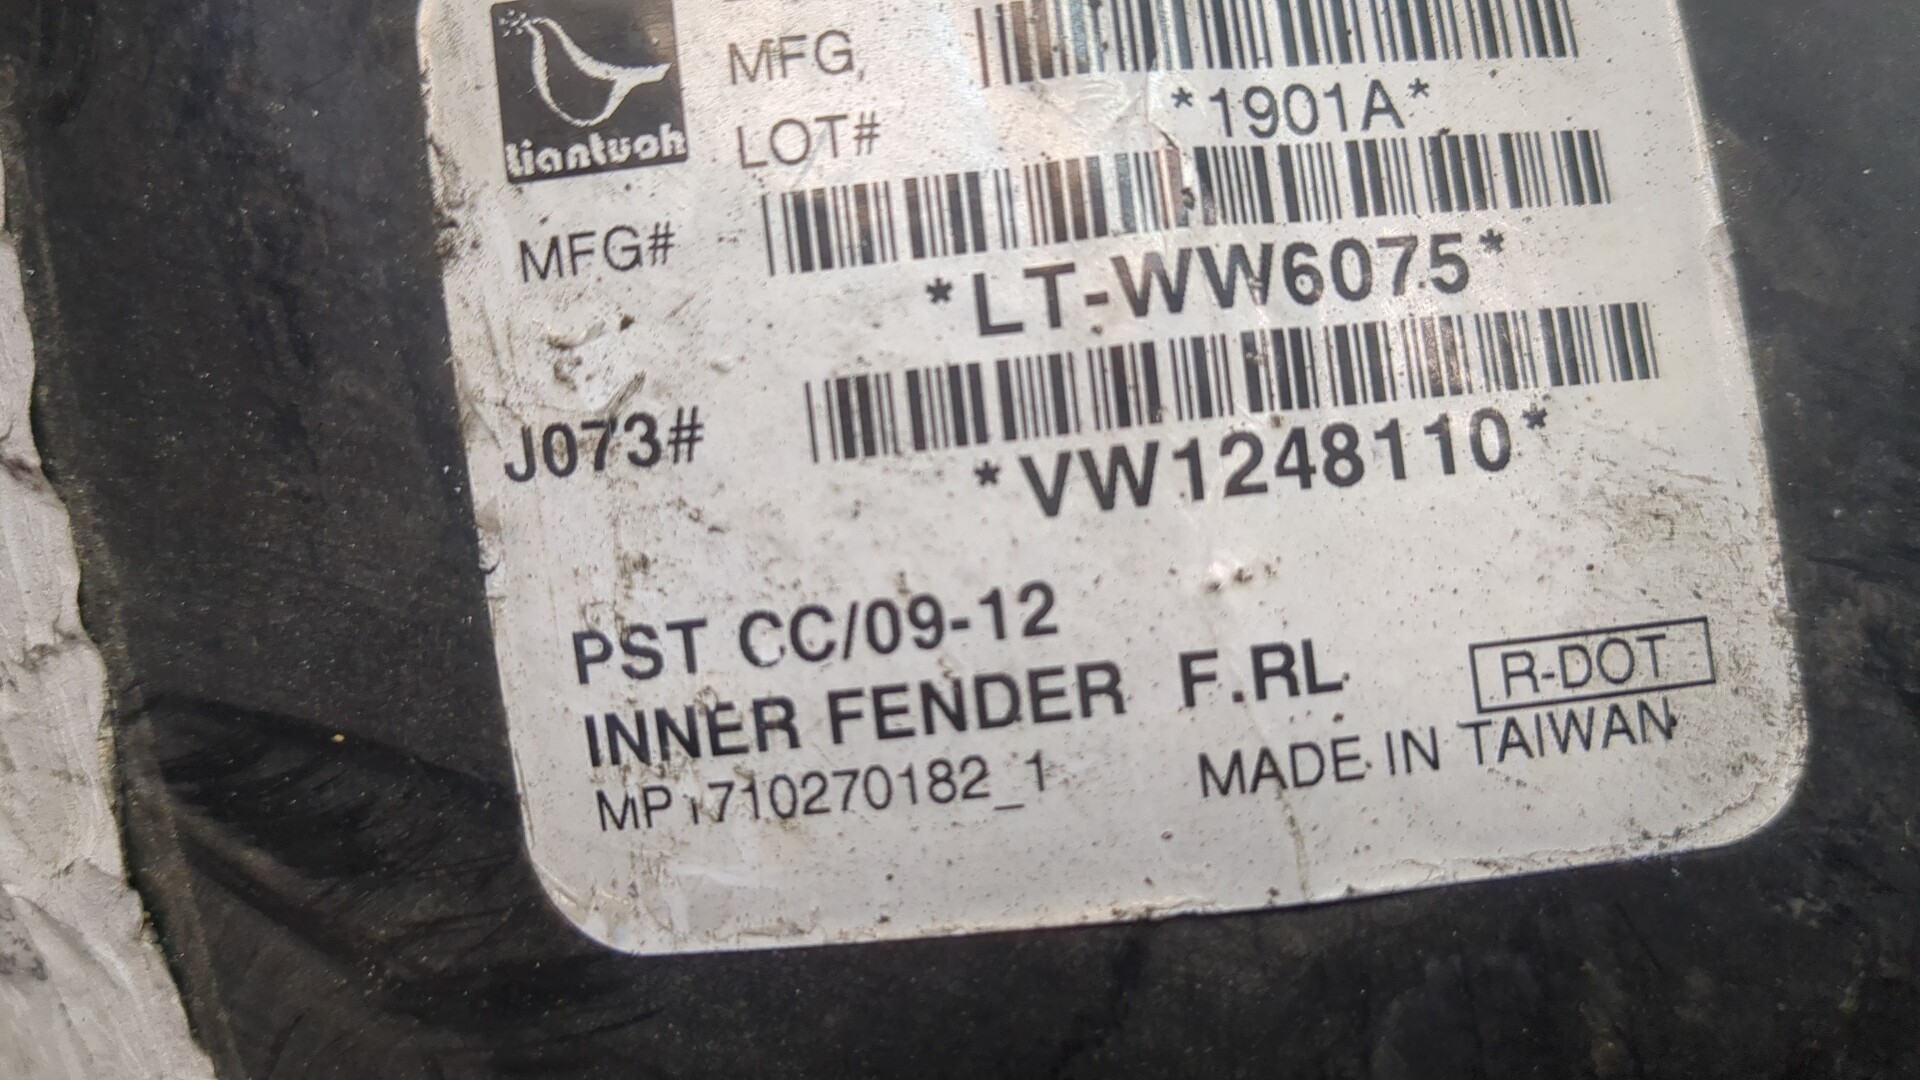 liantuoh
MFG.
LOT#
*1901A*
MFG#
*LT-WW6075*
J073#
*VW1248110*
PST CC/09-12
INNER FENDER F.RL
R-DOT
MP1710270182_1
MADE IN TAIWAN